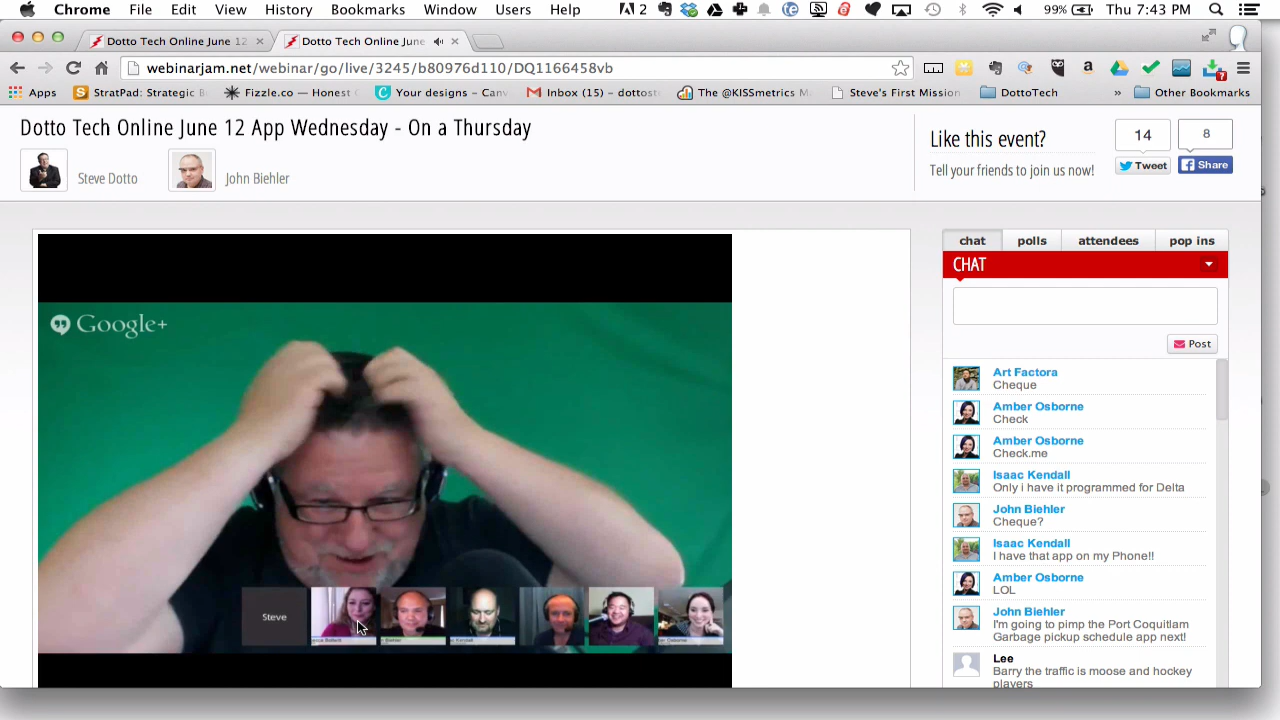 Chrome File Edit View History Bookmarks Window Users Help 2 99% Thu 7:43 PM
Dotto Tech Online June 12 Dotto Tech Online June
webinarjam.net/webinar/go/live/3245/b80976d110/DQ1166458vb
Apps StratPad: Strategic B Fizzle.co — Honest Your designs - Canv Inbox (15) - dottost The @KISSmetrics M Steve's First Mission DottoTech » Other Bookmarks
7
Dotto Tech Online June 12 App Wednesday - On a Thursday
Steve Dotto
John Biehler
Like this event?
Tell your friends to join us now!
14
8
Tweet
Share
chat polls attendees pop ins
CHAT
Post
Google+
Steve
Art Factora
Cheque
Amber Osborne
Check
Amber Osborne
Check.me
Isaac Kendall
Only i have it programmed for Delta
John Biehler
Cheque?
Isaac Kendall
I have that app on my Phone!!
Amber Osborne
LOL
John Biehler
I'm going to pimp the Port Coquitlam
Garbage pickup schedule app next!
Lee
Barry the traffic is moose and hockey
players